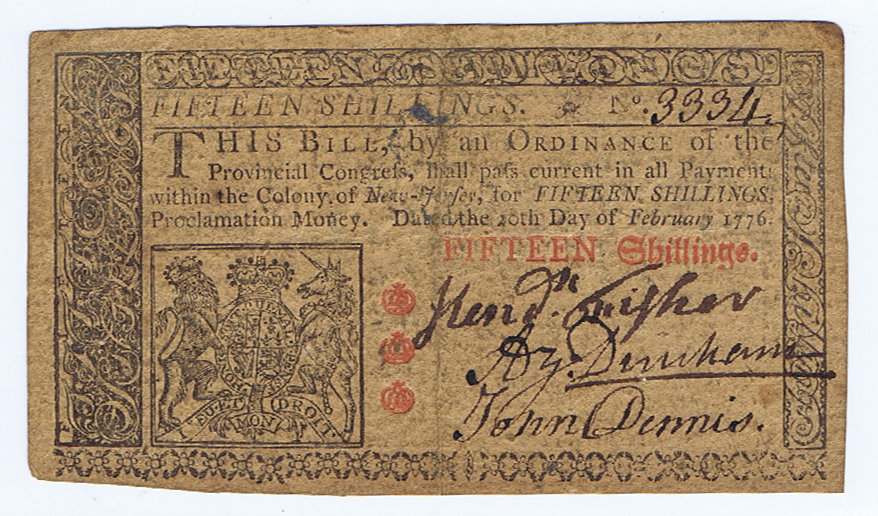 FIFTEEN SHILLINGS
FIFTEEN SHILLINGS. No. 3334,
THIS BILL, by an ORDINANCE of the
Provincial Congreſs, ſhall paſs current in all Payments
within the Colony of New-Jerſey, for FIFTEEN SHILLINGS,
Proclamation Money. Dated the 20th Day of February 1776.
FIFTEEN Shillings.
Hendk Fiſher
Az. Dunham
John Dennis.
DIEU ET
MON
DROIT